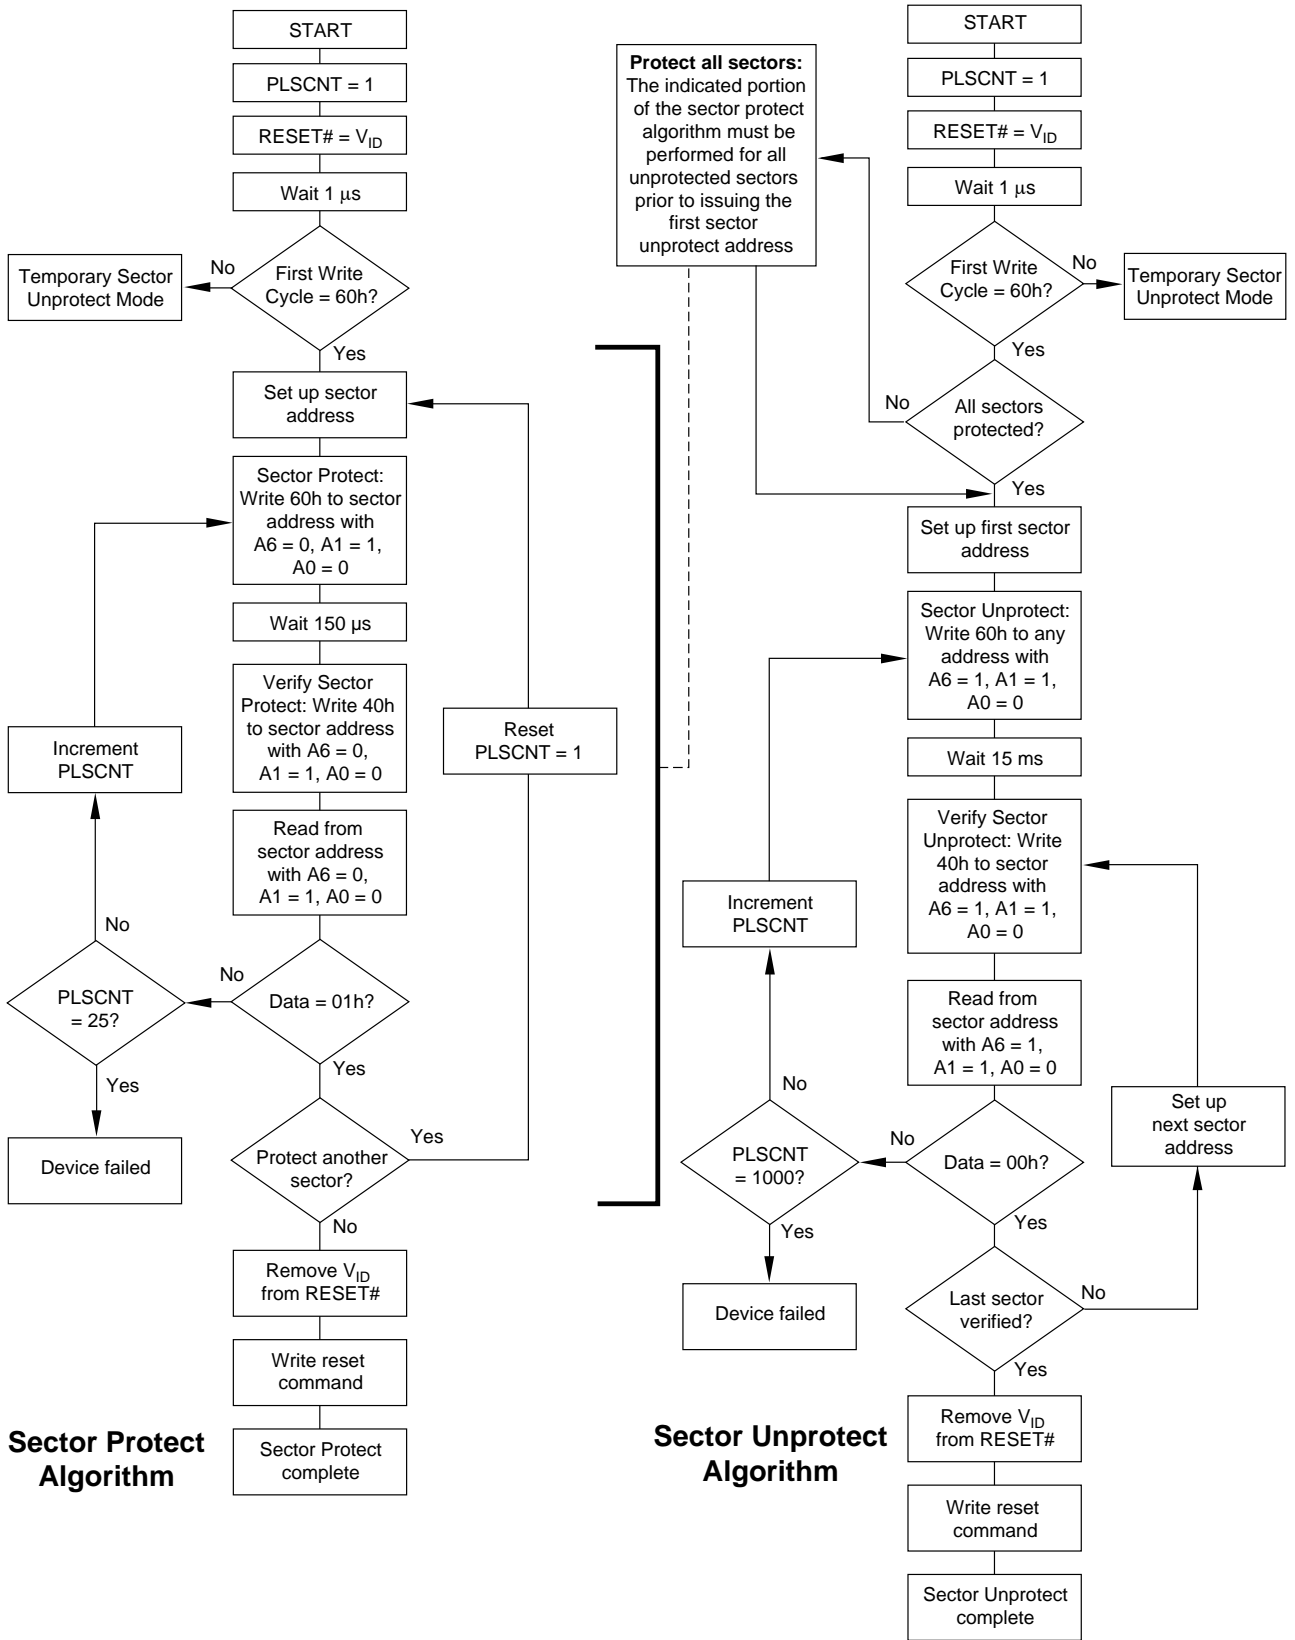 START
PLSCNT = 1
RESET# = VID
Wait 1 μs
First Write
Cycle = 60h?
No
Temporary Sector
Unprotect Mode
Yes
Set up sector
address
Sector Protect:
Write 60h to sector
address with
A6 = 0, A1 = 1,
A0 = 0
Wait 150 μs
Verify Sector
Protect: Write 40h
to sector address
with A6 = 0,
A1 = 1, A0 = 0
Increment
PLSCNT
Reset
PLSCNT = 1
Read from
sector address
with A6 = 0,
A1 = 1, A0 = 0
No
No
Data = 01h?
PLSCNT
= 25?
Yes
Yes
Device failed
Protect another
sector?
Yes
No
Remove VID
from RESET#
Write reset
command
Sector Protect
complete
Sector Protect
Algorithm
Protect all sectors:
The indicated portion
of the sector protect
algorithm must be
performed for all
unprotected sectors
prior to issuing the
first sector
unprotect address
START
PLSCNT = 1
RESET# = VID
Wait 1 μs
First Write
Cycle = 60h?
No
Temporary Sector
Unprotect Mode
Yes
No
All sectors
protected?
Yes
Set up first sector
address
Sector Unprotect:
Write 60h to any
address with
A6 = 1, A1 = 1,
A0 = 0
Wait 15 ms
Verify Sector
Unprotect: Write
40h to sector
address with
A6 = 1, A1 = 1,
A0 = 0
Increment
PLSCNT
Read from
sector address
with A6 = 1,
A1 = 1, A0 = 0
No
No
Data = 00h?
PLSCNT
= 1000?
Set up
next sector
address
Yes
Yes
Device failed
Last sector
verified?
No
Yes
Remove VID
from RESET#
Write reset
command
Sector Unprotect
complete
Sector Unprotect
Algorithm